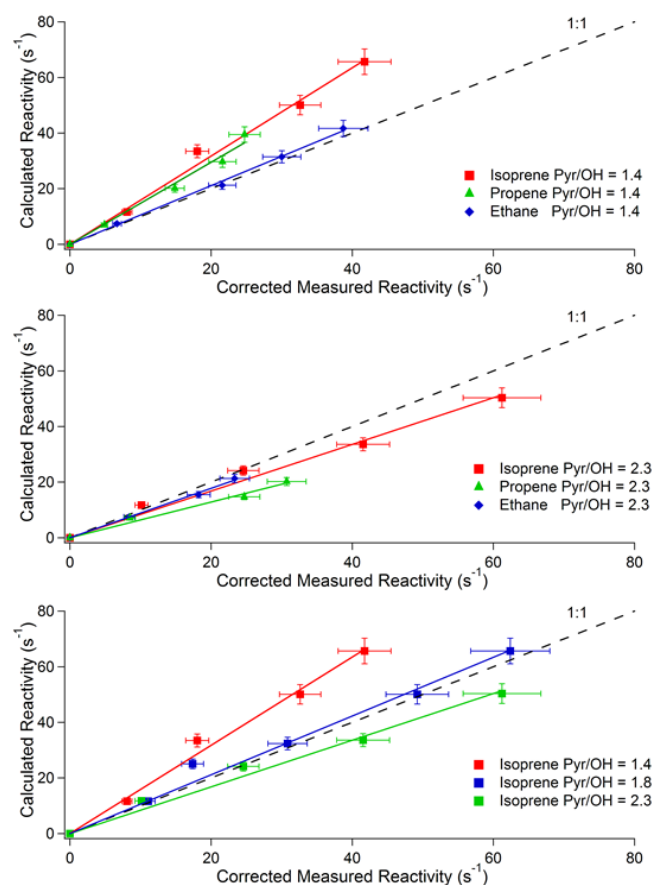 80
60
40
20
0
Calculated Reactivity (s-1)
1:1
Isoprene Pyr/OH = 1.4
Propene Pyr/OH = 1.4
Ethane Pyr/OH = 1.4
0 20 40 60 80
Corrected Measured Reactivity (s-1)
80
60
40
20
0
Calculated Reactivity (s-1)
1:1
Isoprene Pyr/OH = 2.3
Propene Pyr/OH = 2.3
Ethane Pyr/OH = 2.3
0 20 40 60 80
Corrected Measured Reactivity (s-1)
80
60
40
20
0
Calculated Reactivity (s-1)
1:1
Isoprene Pyr/OH = 1.4
Isoprene Pyr/OH = 1.8
Isoprene Pyr/OH = 2.3
0 20 40 60 80
Corrected Measured Reactivity (s-1)